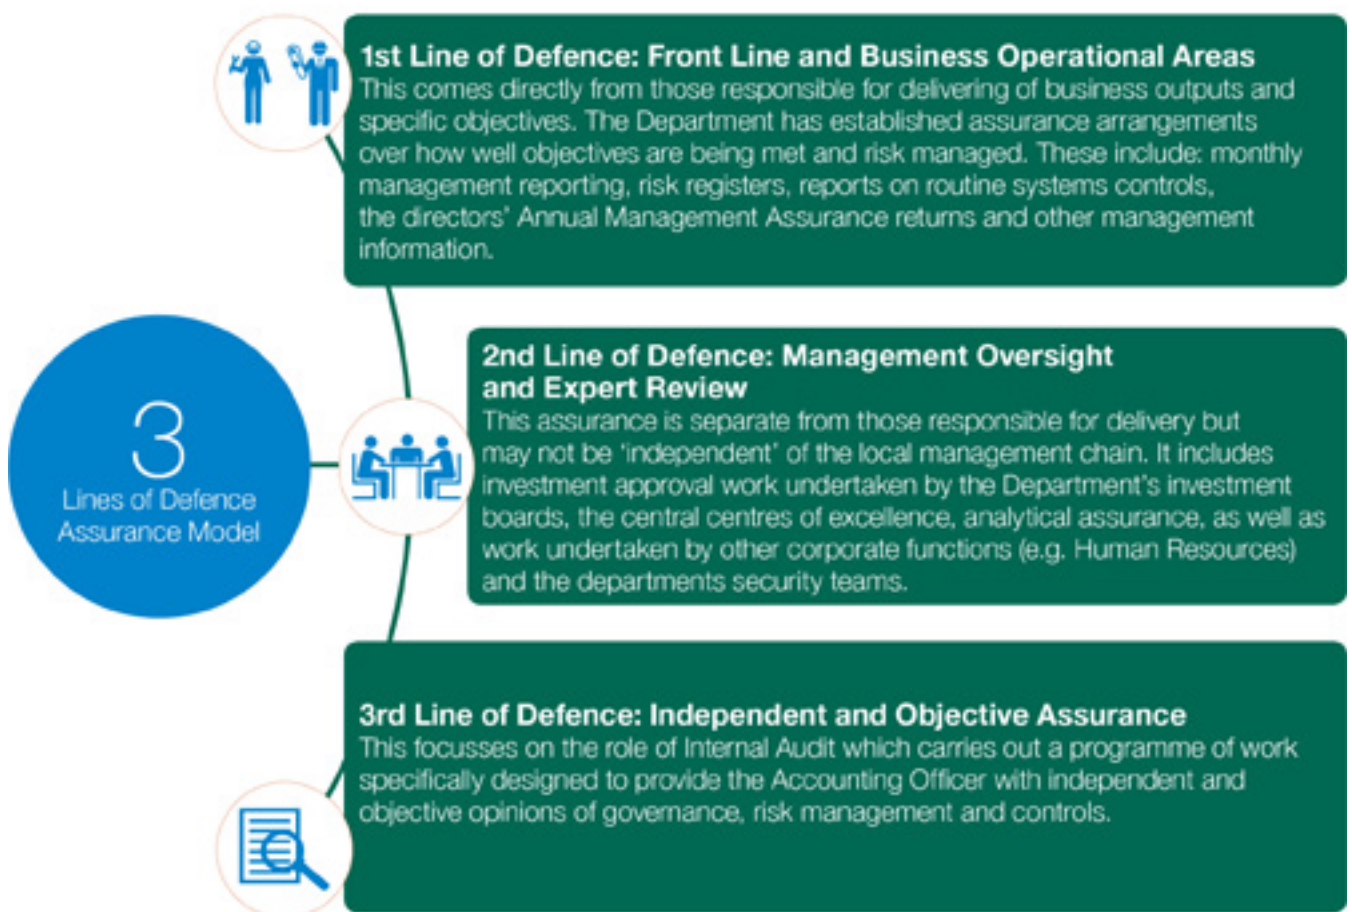 1st Line of Defence: Front Line and Business Operational Areas
This comes directly from those responsible for delivering of business outputs and
specific objectives. The Department has established assurance arrangements
over how well objectives are being met and risk managed. These include: monthly
management reporting, risk registers, reports on routine systems controls,
the directors’ Annual Management Assurance returns and other management
information.
3
Lines of Defence
Assurance Model
2nd Line of Defence: Management Oversight
and Expert Review
This assurance is separate from those responsible for delivery but
may not be ‘independent’ of the local management chain. It includes
investment approval work undertaken by the Department’s investment
boards, the central centres of excellence, analytical assurance, as well as
work undertaken by other corporate functions (e.g. Human Resources)
and the departments security teams.
3rd Line of Defence: Independent and Objective Assurance
This focusses on the role of Internal Audit which carries out a programme of work
specifically designed to provide the Accounting Officer with independent and
objective opinions of governance, risk management and controls.